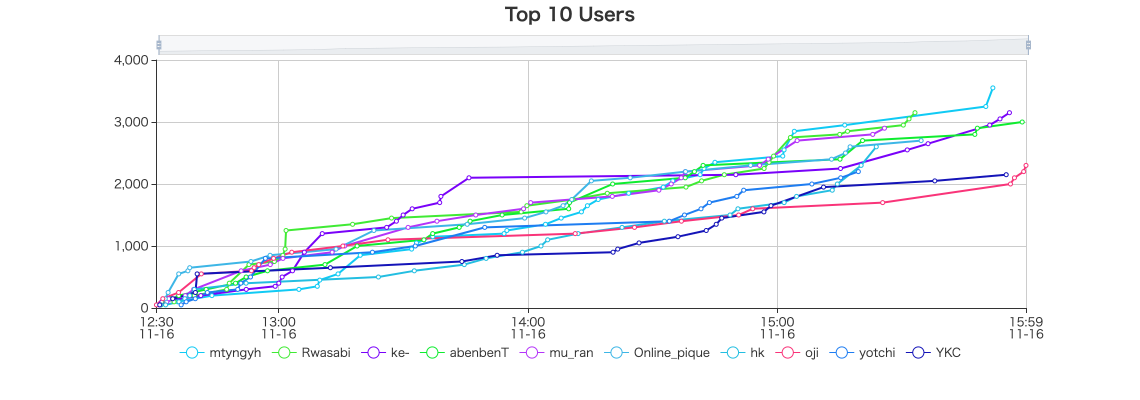 Top 10 Users
4,000
3,000
2,000
1,000
0
12:30 13:00 14:00 15:00 15:59
11-16 11-16 11-16 11-16 11-16
mtyngyh Rwasabi ke- abenbenT mu_ran Online_pique hk oji yotchi YKC